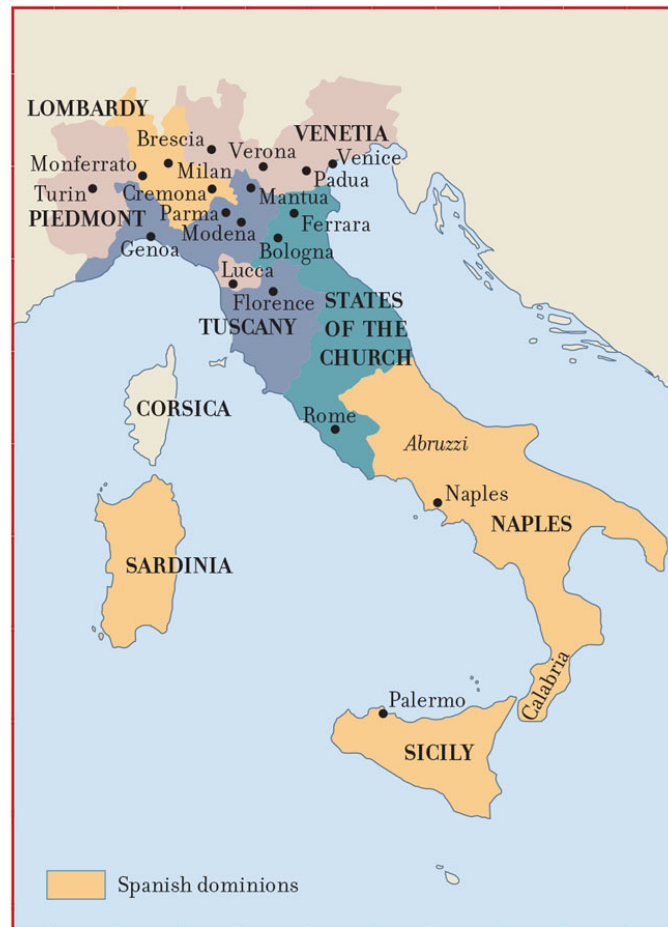 LOMBARDY
Brescia
VENETIA
Monferrato
Verona
Venice
Milan
Padua
Turin
Cremona
Mantua
PIEDMONT
Parma
Ferrara
Modena
Genoa
Bologna
Lucca
Florence
STATES
OF THE
CHURCH
TUSCANY
CORSICA
Rome
Abruzzi
Naples
NAPLES
SARDINIA
Calabria
Palermo
SICILY
Spanish dominions